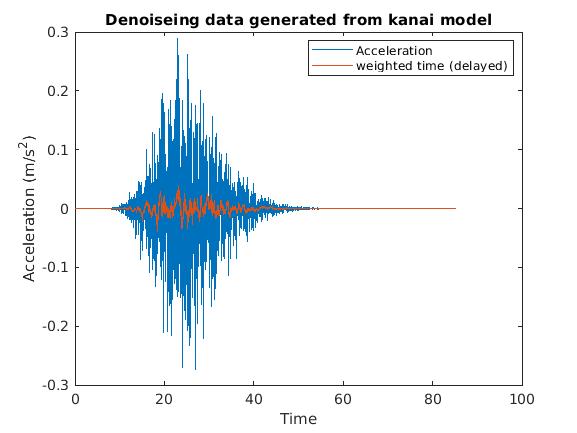 Denoiseing data generated from kanai model
0.3
Acceleration
weighted time (delayed)
0.2
0.1
0
-0.1
-0.2
-0.3
Acceleration (m/s²)
0 20 40 60 80 100
Time